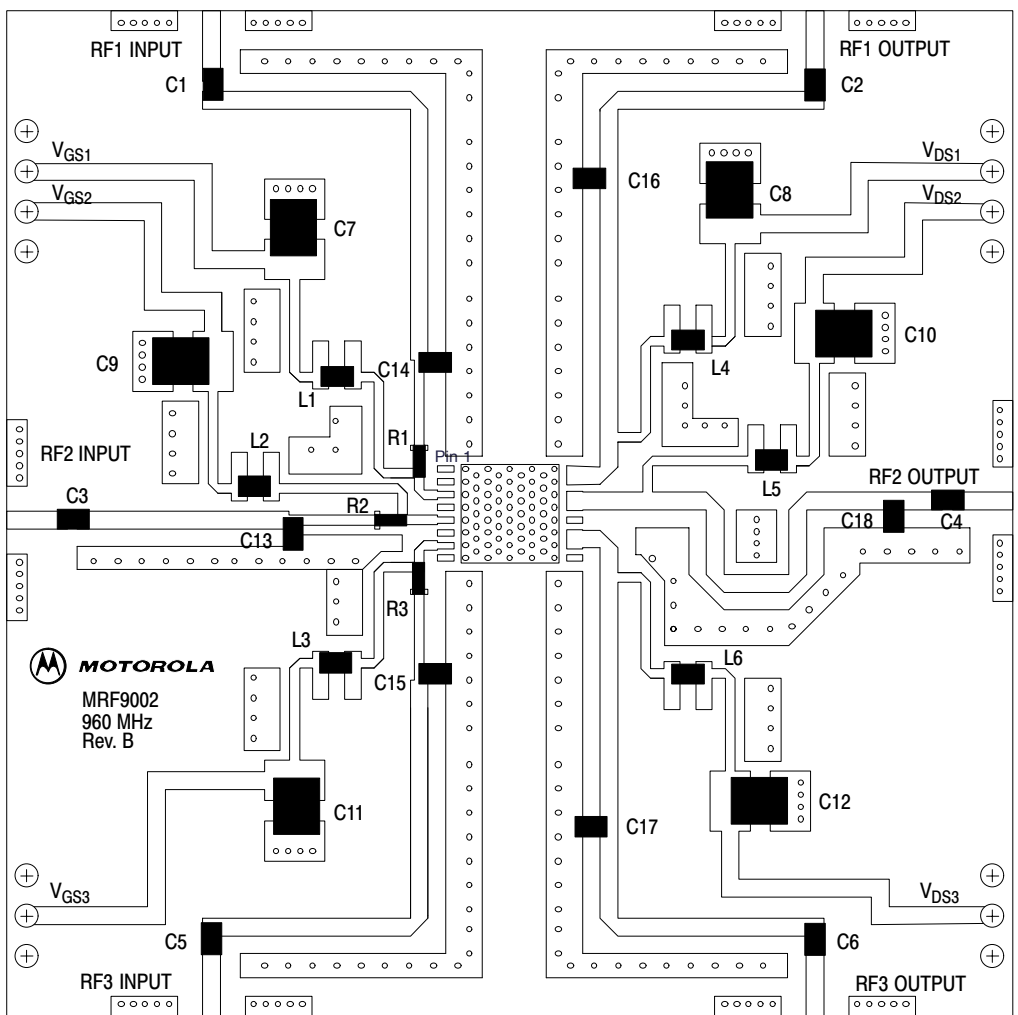 RF1 INPUT
RF1 OUTPUT
C1
C2
VGS1
VDS1
C16
C8
VGS2
VDS2
C7
C9
C14
L4
C10
L1
R1
Pin 1
RF2 INPUT
L2
L5
RF2 OUTPUT
C3
R2
C18
C4
C13
R3
L3
L6
MOTOROLA
C15
MRF9002
960 MHz
Rev. B
C11
C12
C17
VGS3
VDS3
C5
C6
RF3 INPUT
RF3 OUTPUT